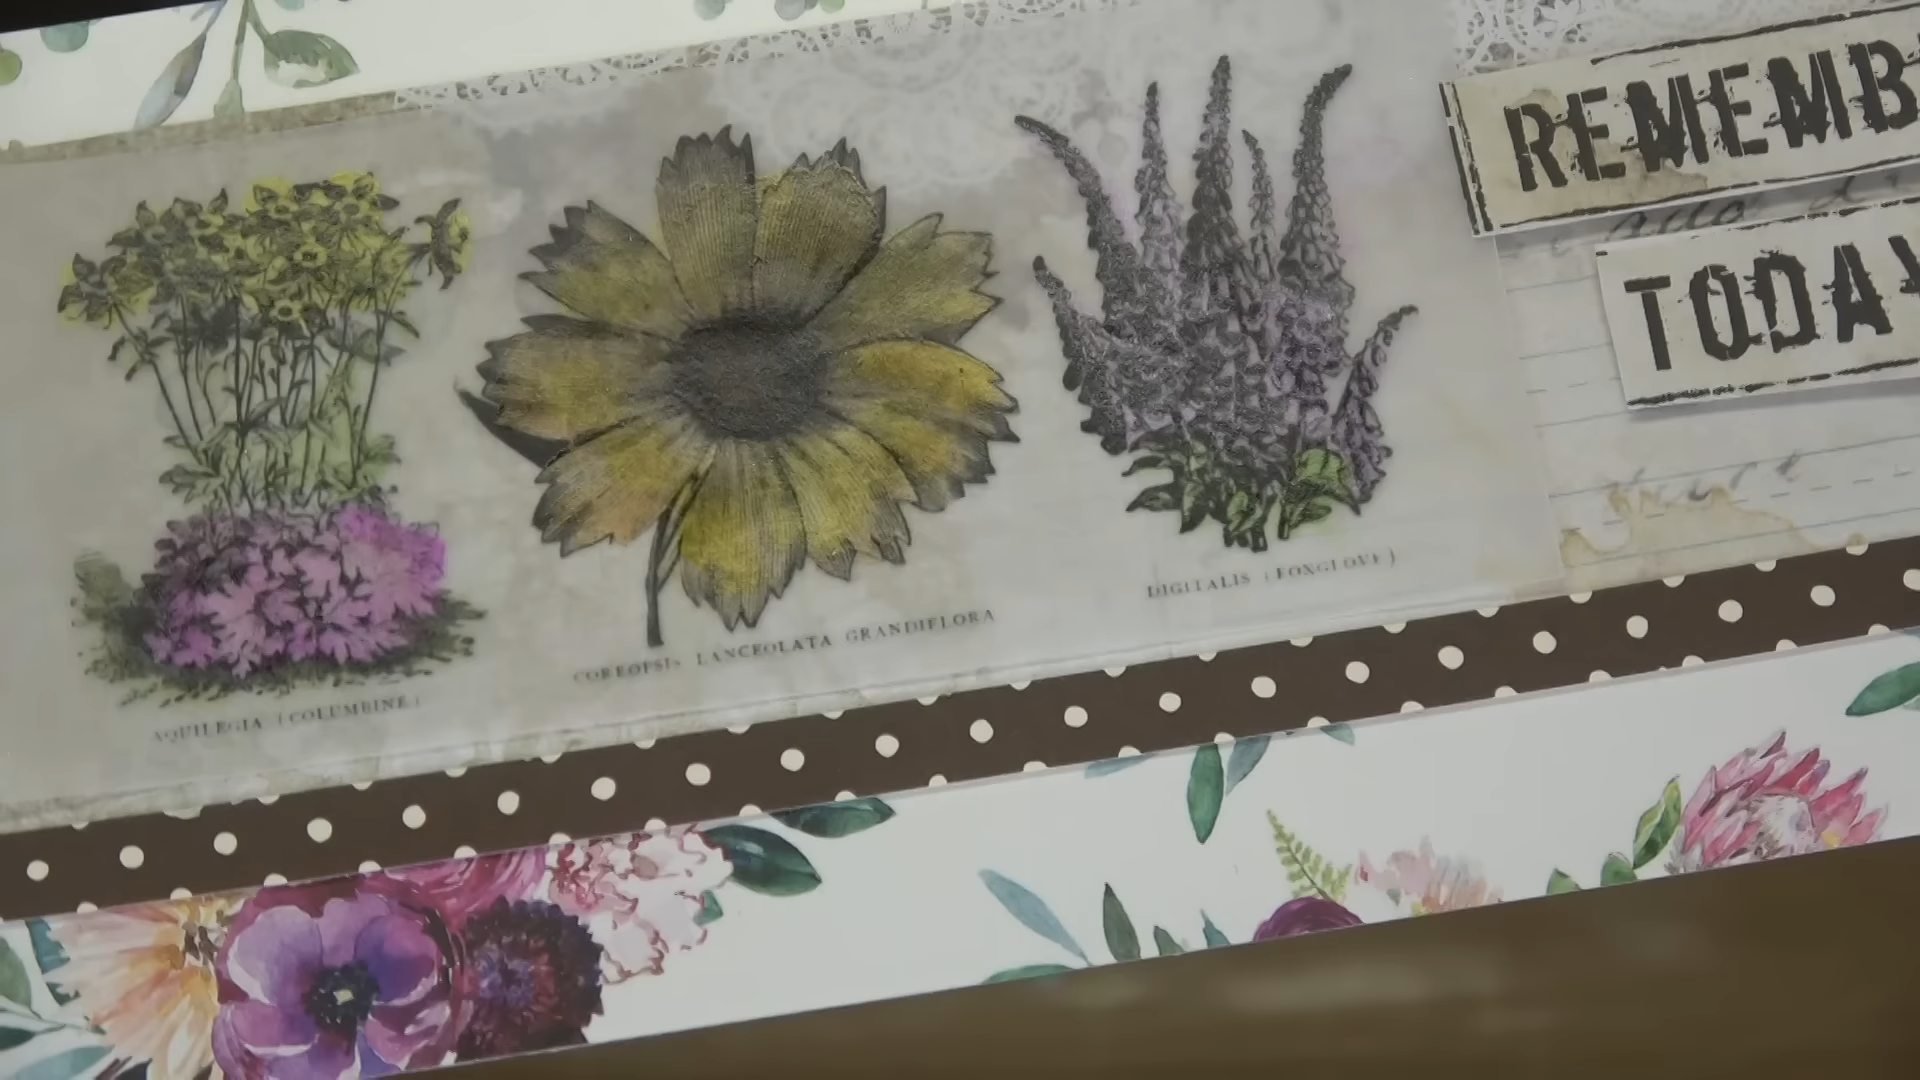 REMEMB
TODAY
AQUILEGIA (COLUMBINE)
COREOPSIS LANCEOLATA GRANDIFLORA
DIGITALIS (FOXGLOVE)